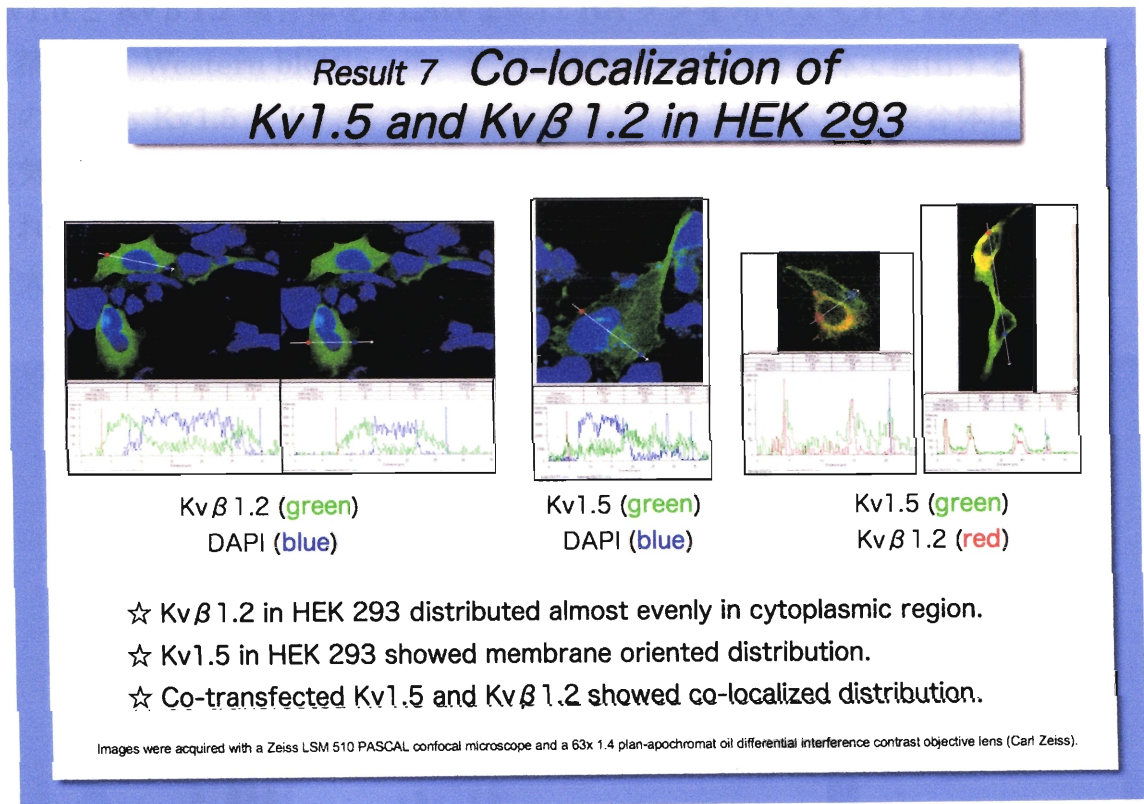 Result 7 Co-localization of
Kv1.5 and Kvβ1.2 in HEK 293
Kvβ1.2 (green)
DAPI (blue)
Kv1.5 (green)
DAPI (blue)
Kv1.5 (green)
Kvβ1.2 (red)
☆ Kvβ1.2 in HEK 293 distributed almost evenly in cytoplasmic region.
☆ Kv1.5 in HEK 293 showed membrane oriented distribution.
☆ Co-transfected Kv1.5 and Kvβ1.2 showed co-localized distribution.
Images were acquired with a Zeiss LSM 510 PASCAL confocal microscope and a 63x 1.4 plan-apochromat oil differential interference contrast objective lens (Carl Zeiss).